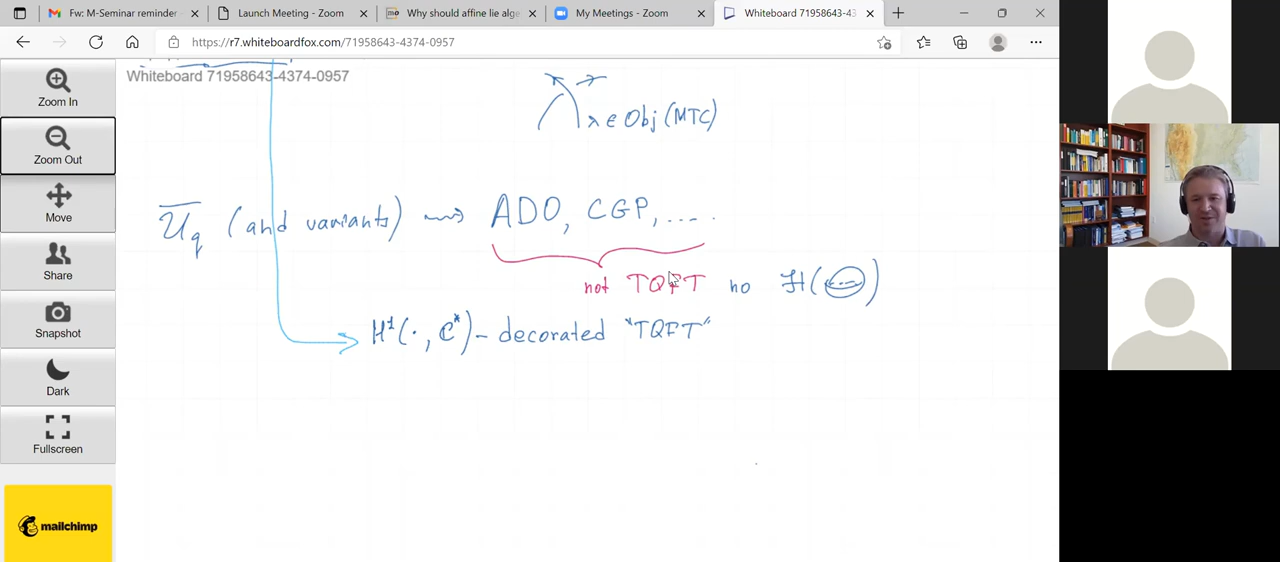 Fw: M-Seminar reminder
Launch Meeting - Zoom
Why should affine lie alge
My Meetings - Zoom
Whiteboard 71958643-43
https://r7.whiteboardfox.com/71958643-4374-0957
Whiteboard 71958643-4374-0957
Zoom In
Zoom Out
Move
Share
Snapshot
Dark
Fullscreen
mailchimp
λ ∈ Obj (MTC)
U̅_q (and variants) ⟿ ADO, CGP, ....
not TQFT no ℋ( )
H¹(·, ℂ*) - decorated "TQFT"